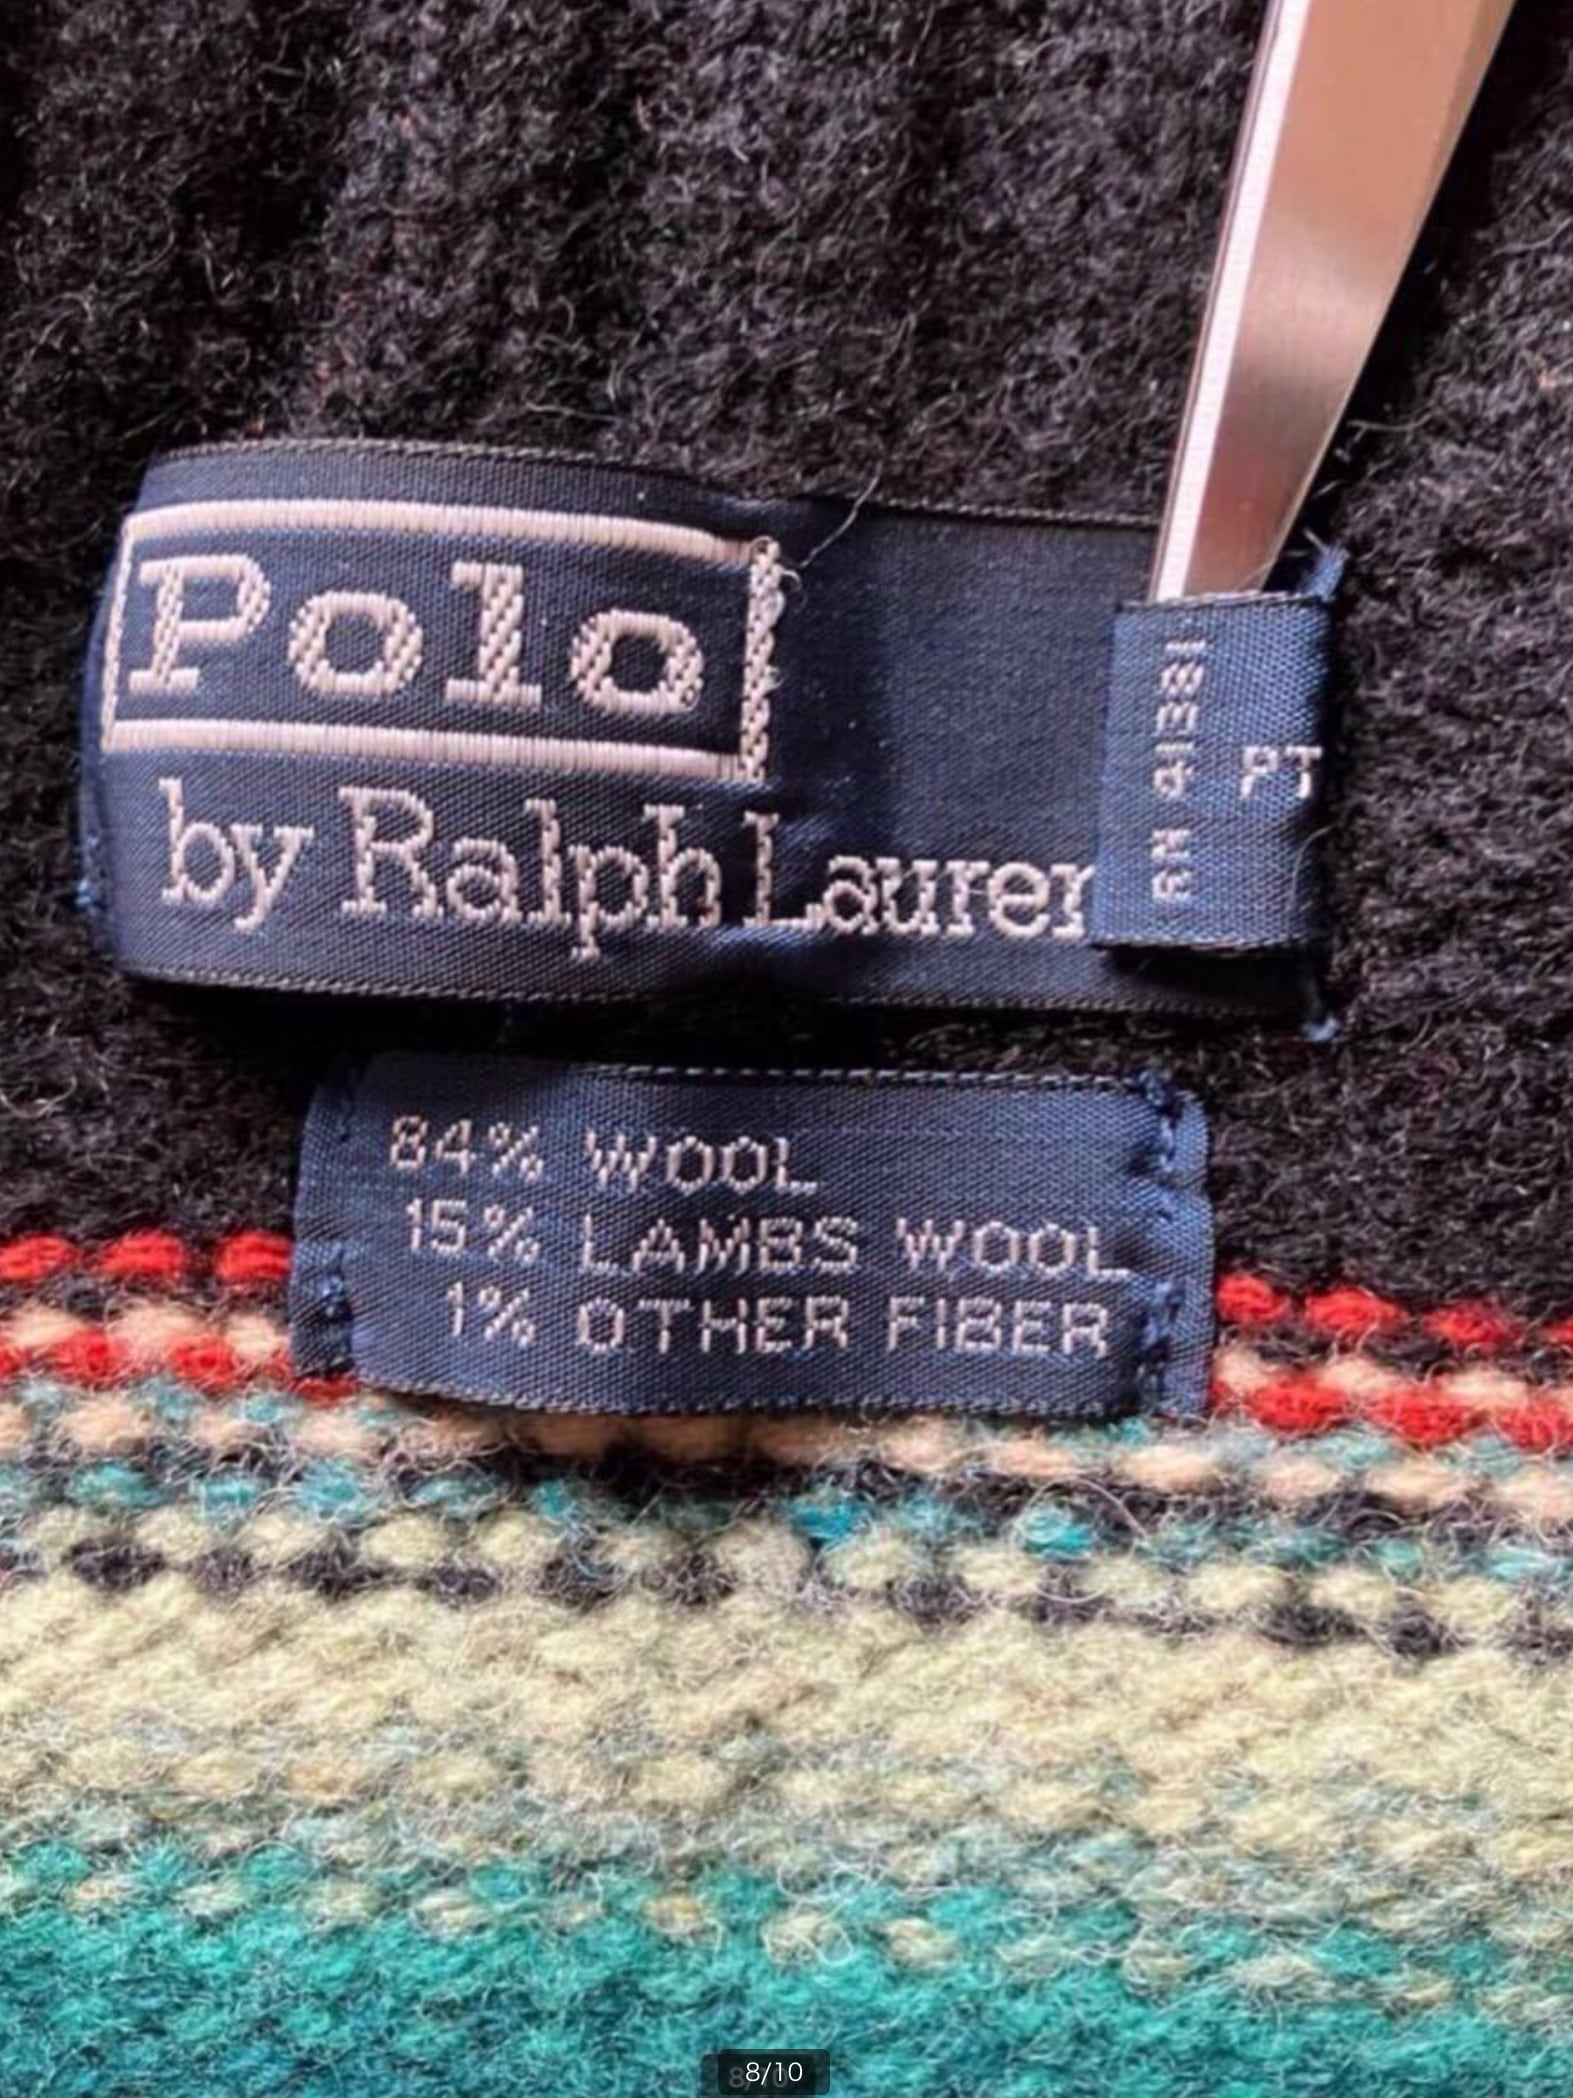 Polo
by Ralph Lauren
RN 41381
PT
84% WOOL
15% LAMBS WOOL
1% OTHER FIBER
8/10